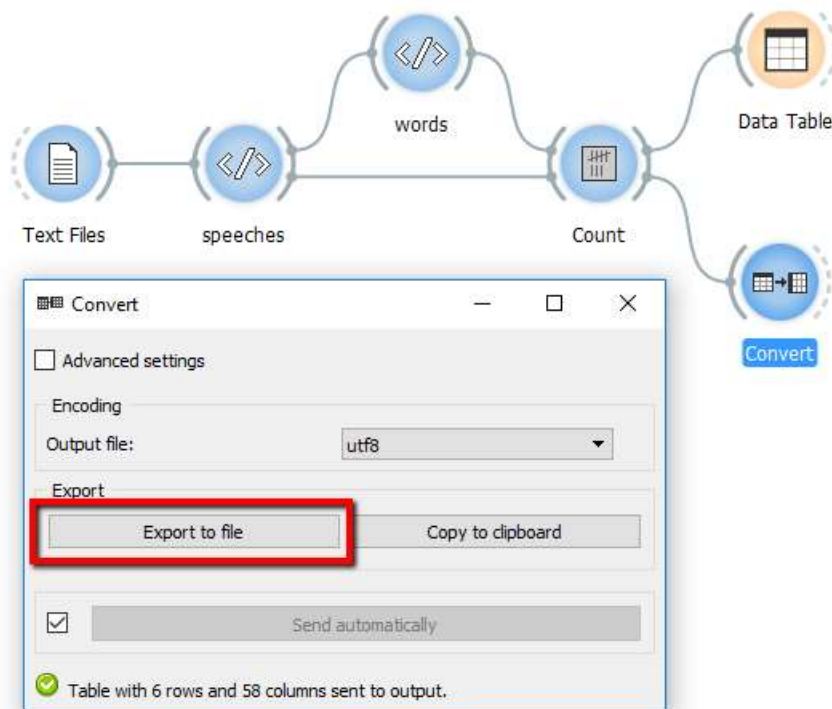 words
Data Table
Text Files
speeches
Count
Convert
Convert
Advanced settings
Encoding
Output file:
utf8
Export
Export to file
Copy to clipboard
Send automatically
Table with 6 rows and 58 columns sent to output.